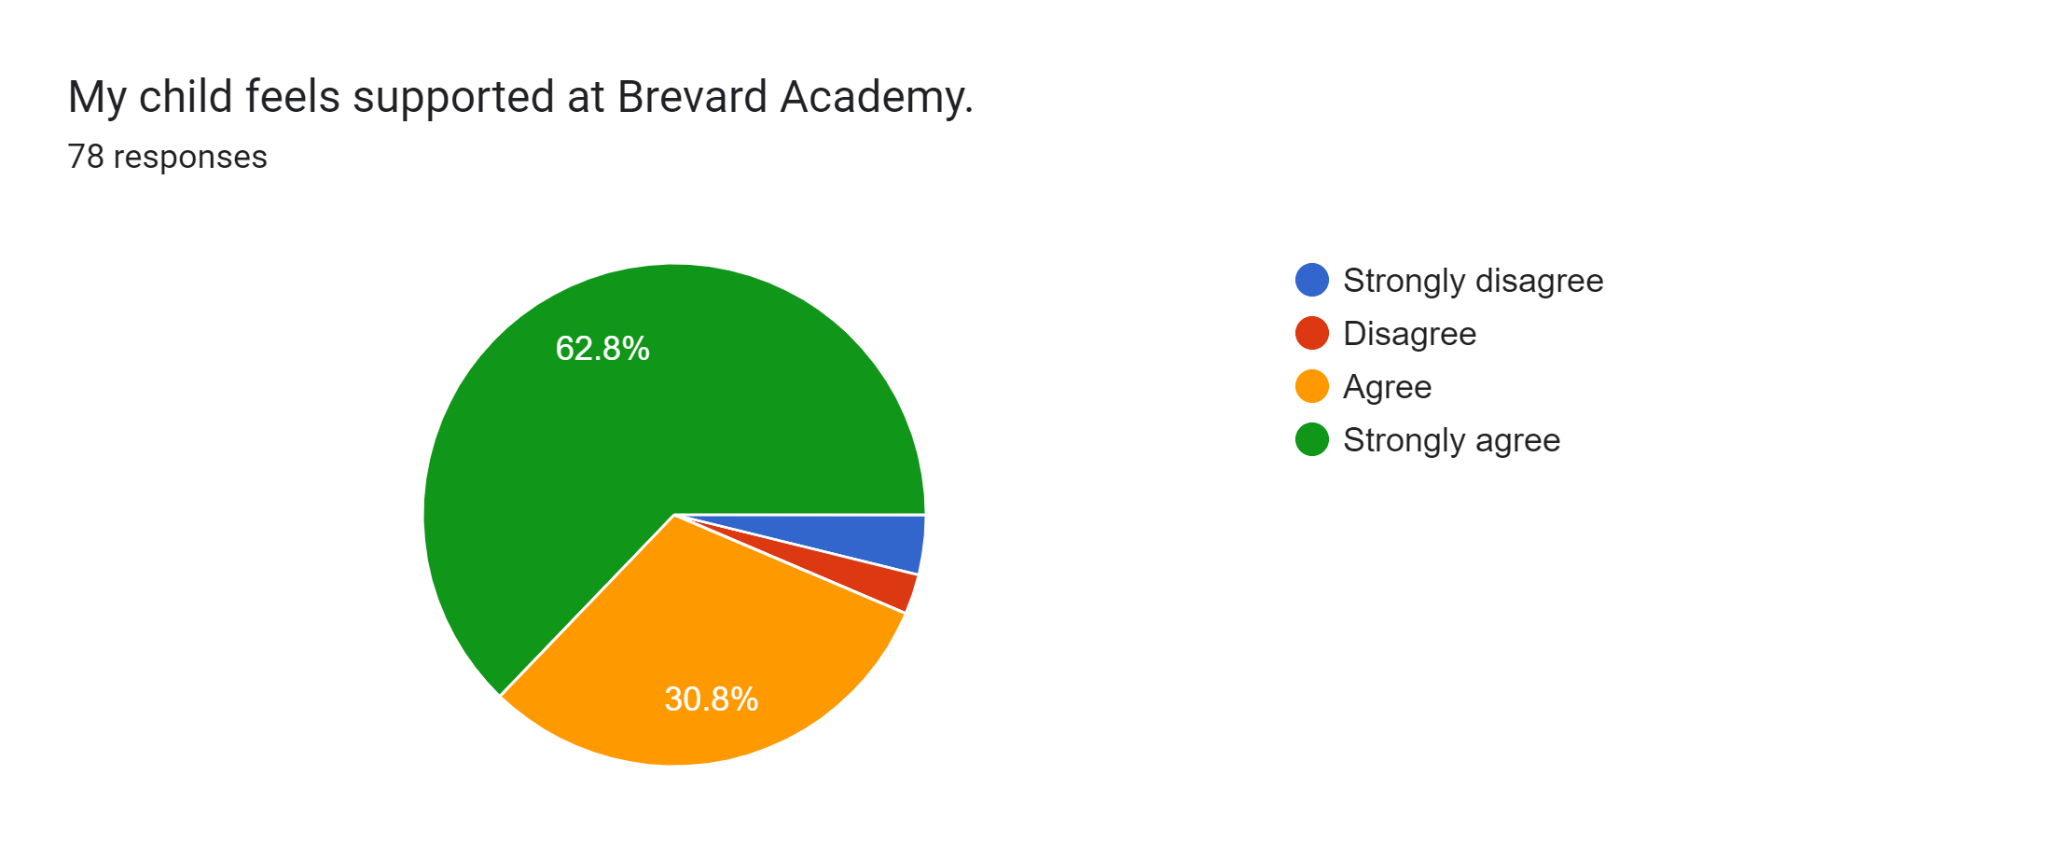 My child feels supported at Brevard Academy.
78 responses
62.8%
30.8%
Strongly disagree
Disagree
Agree
Strongly agree